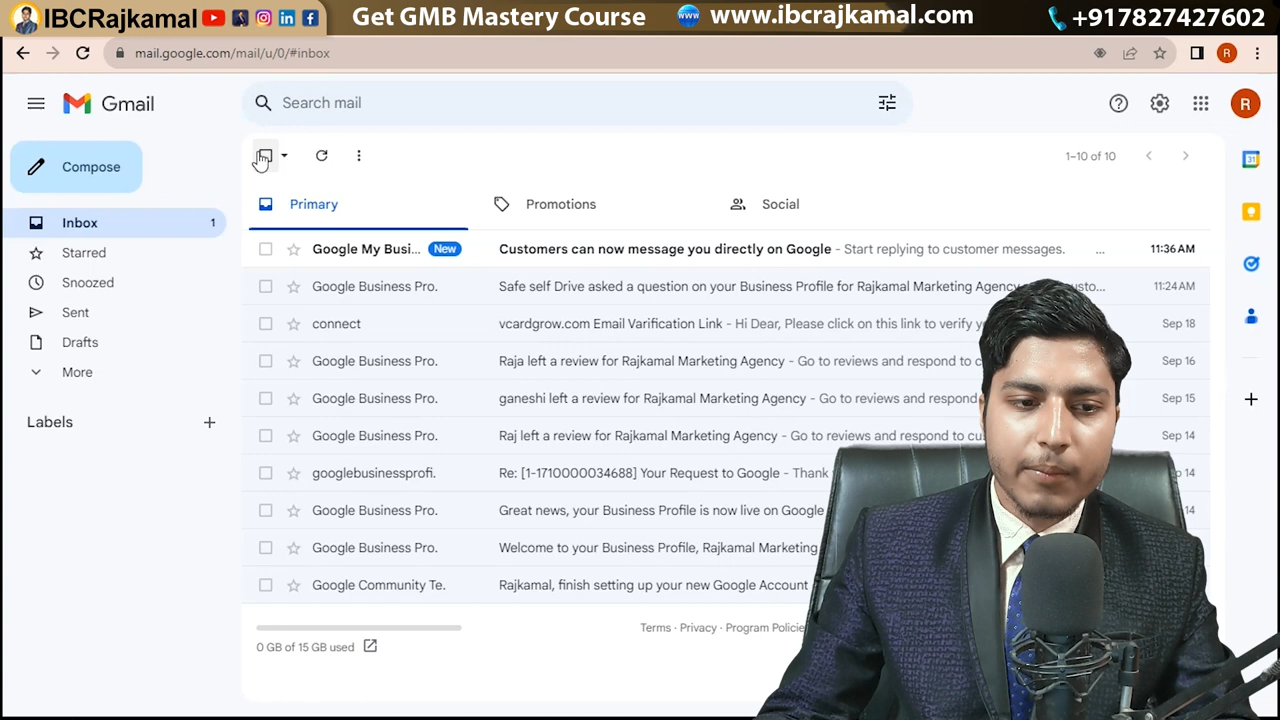 IBCRajkamal Get GMB Mastery Course www www.ibcrajkamal.com +917827427602
mail.google.com/mail/u/0/#inbox R
Gmail Search mail R
Compose 1–10 of 10 31
Inbox 1 Primary Promotions Social
Starred Google My Busi... New Customers can now message you directly on Google - Start replying to customer messages. ... 11:36 AM
Snoozed Google Business Pro. Safe self Drive asked a question on your Business Profile for Rajkamal Marketing Agency 11:24 AM
Sent connect vcardgrow.com Email Varification Link - Hi Dear, Please click on this link to verify Sep 18
Drafts Google Business Pro. Raja left a review for Rajkamal Marketing Agency - Go to reviews and respond to Sep 16
More Google Business Pro. ganeshi left a review for Rajkamal Marketing Agency - Go to reviews and respond Sep 15
Labels Google Business Pro. Raj left a review for Rajkamal Marketing Agency - Go to reviews and respond to Sep 14
googlebusinessprofi. Re: [1-1710000034688] Your Request to Google - Thank 14
Google Business Pro. Great news, your Business Profile is now live on Google 14
Google Business Pro. Welcome to your Business Profile, Rajkamal Marketing
Google Community Te. Rajkamal, finish setting up your new Google Account
Terms · Privacy · Program Policie
0 GB of 15 GB used